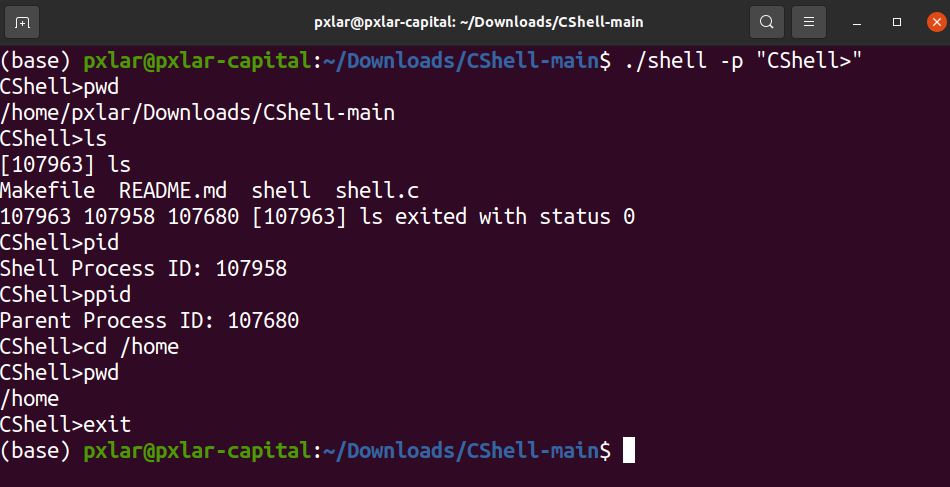 pxlar@pxlar-capital: ~/Downloads/CShell-main
(base) pxlar@pxlar-capital:~/Downloads/CShell-main$ ./shell -p "CShell>"
CShell>pwd
/home/pxlar/Downloads/CShell-main
CShell>ls
[107963] ls
Makefile  README.md  shell  shell.c
107963 107958 107680 [107963] ls exited with status 0
CShell>pid
Shell Process ID: 107958
CShell>ppid
Parent Process ID: 107680
CShell>cd /home
CShell>pwd
/home
CShell>exit
(base) pxlar@pxlar-capital:~/Downloads/CShell-main$